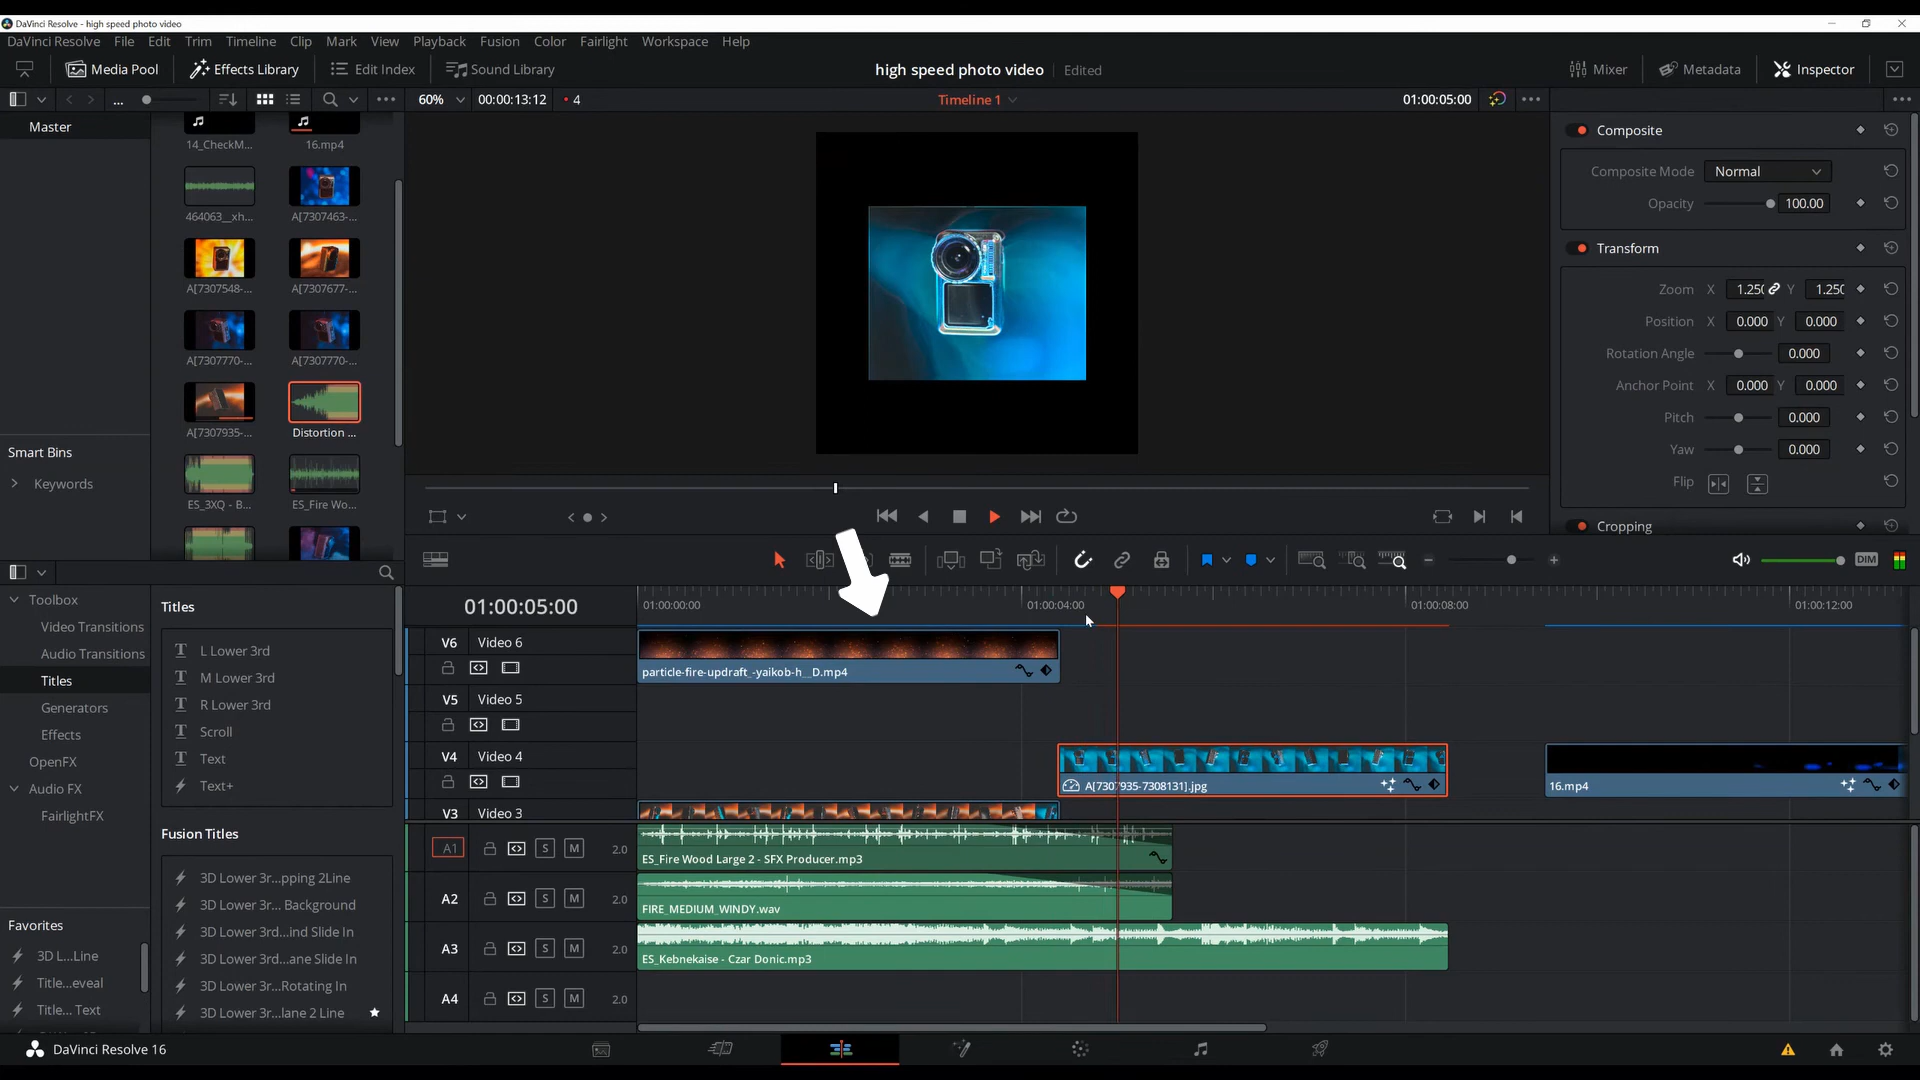 DaVinci Resolve - high speed photo video
DaVinci Resolve File Edit Trim Timeline Clip Mark View Playback Fusion Color Fairlight Workspace Help
Media Pool Effects Library Edit Index Sound Library high speed photo video Edited Mixer Metadata Inspector
... 60% 00:00:13:12 4 Timeline 1 01:00:05:00
Master
14_CheckM... 16.mp4
464063__xh... A[7307463-...
A[7307548-... A[7307677-...
A[7307770-... A[7307770-...
A[7307935-... Distortion ...
ES_3XQ - B... ES_Fire Wo...
Smart Bins
Keywords
Composite
Composite Mode Normal
Opacity 100.00
Transform
Zoom X 1.250 Y 1.250
Position X 0.000 Y 0.000
Rotation Angle 0.000
Anchor Point X 0.000 Y 0.000
Pitch 0.000
Yaw 0.000
Flip
Cropping
DIM
Toolbox
Video Transitions
Audio Transitions
Titles
Generators
Effects
OpenFX
Audio FX
FairlightFX
Favorites
3D L...Line
Title...eveal
Title... Text
Titles
L Lower 3rd
M Lower 3rd
R Lower 3rd
Scroll
Text
Text+
Fusion Titles
3D Lower 3r...pping 2Line
3D Lower 3r... Background
3D Lower 3rd...ind Slide In
3D Lower 3rd...ane Slide In
3D Lower 3r...Rotating In
3D Lower 3r...lane 2 Line
01:00:05:00 01:00:00:00 01:00:04:00 01:00:08:00 01:00:12:00
V6 Video 6
particle-fire-updraft_-yaikob-h__D.mp4
V5 Video 5
V4 Video 4
A[7307935-7308131].jpg 16.mp4
V3 Video 3
A1 S M 2.0
ES_Fire Wood Large 2 - SFX Producer.mp3
A2 S M 2.0
FIRE_MEDIUM_WINDY.wav
A3 S M 2.0
ES_Kebnekaise - Czar Donic.mp3
A4 S M 2.0
DaVinci Resolve 16